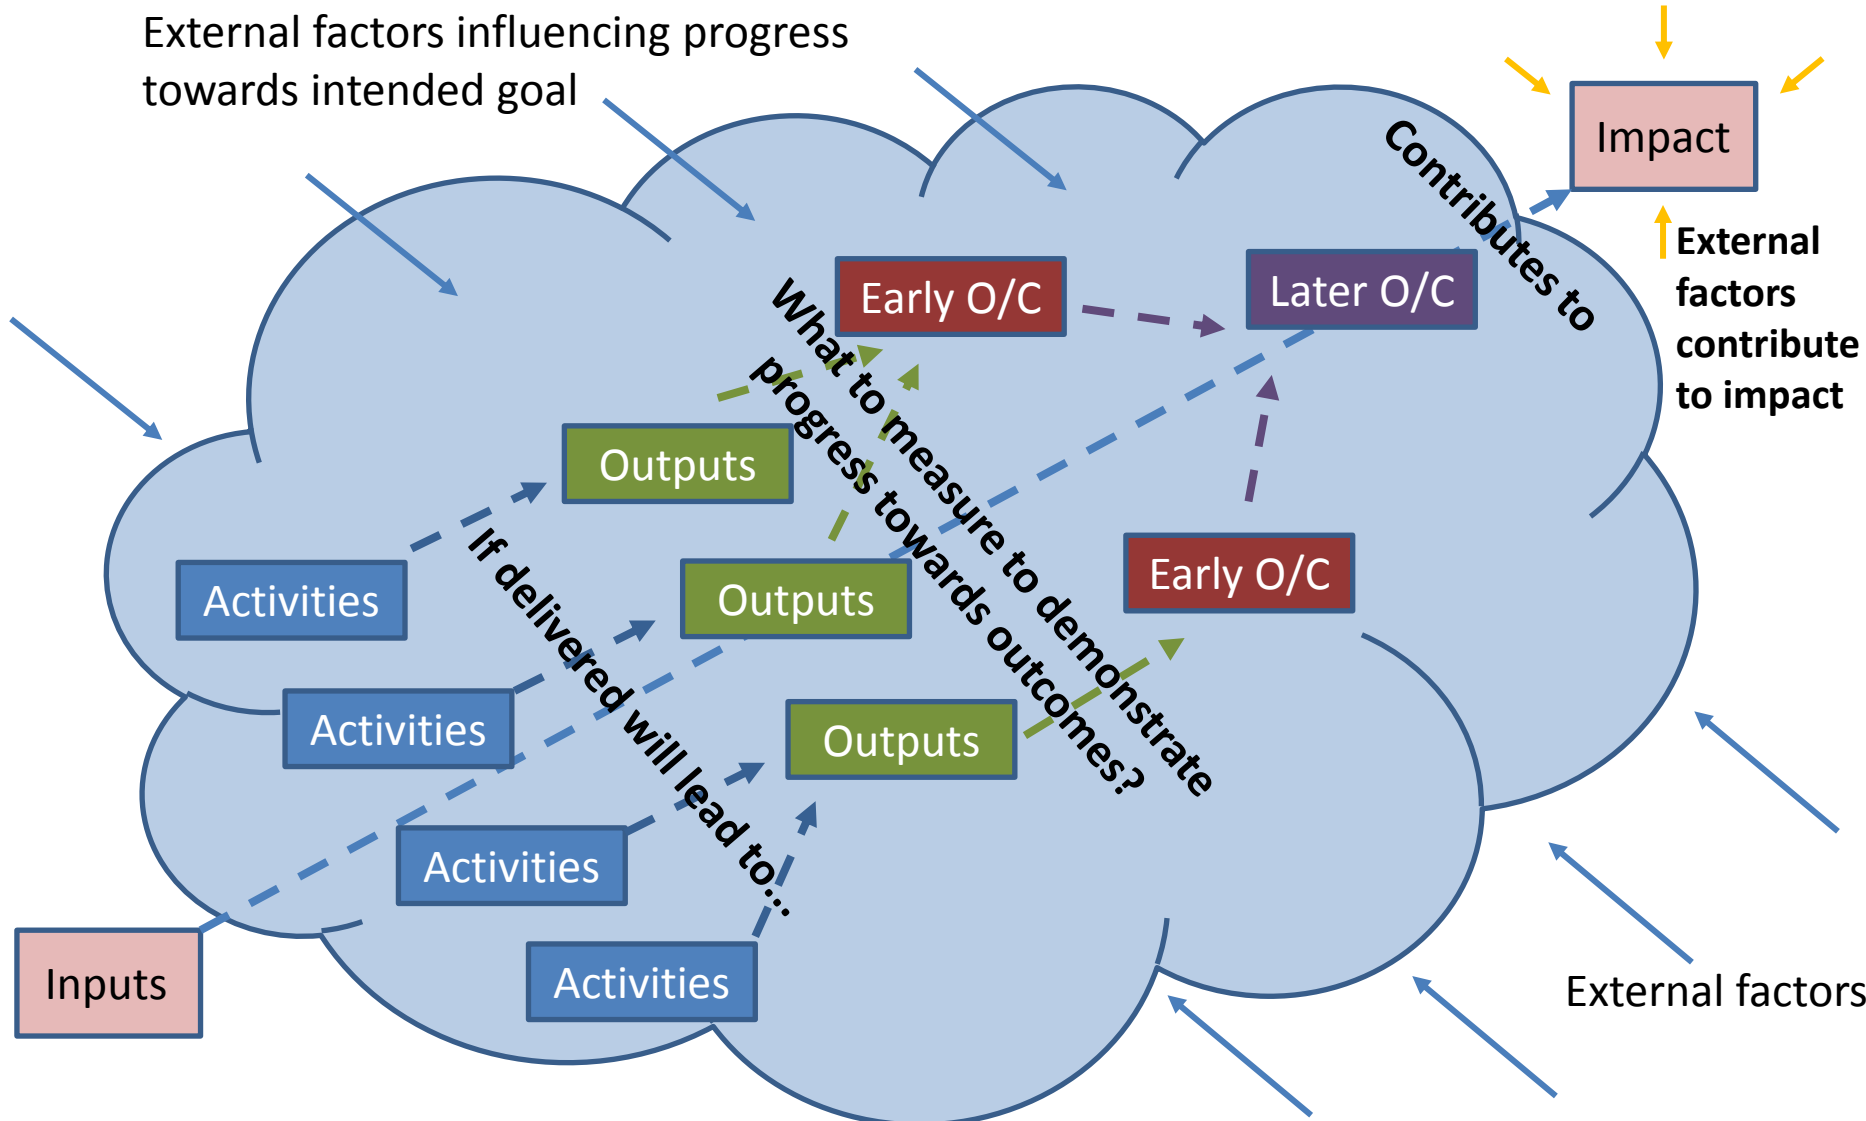 External factors influencing progress
towards intended goal
Impact
Contributes to
External
factors
contribute
to impact
Early O/C
Later O/C
What to measure to demonstrate
progress towards outcomes?
Outputs
If delivered will lead to...
Activities
Outputs
Early O/C
Activities
Outputs
Activities
Inputs
Activities
External factors